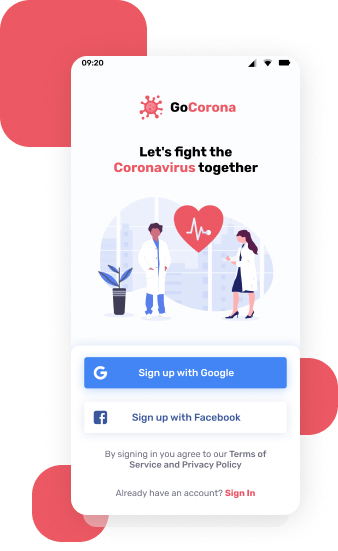 09:20
GoCorona
Let's fight the
Coronavirus together
G Sign up with Google
f Sign up with Facebook
By signing in you agree to our Terms of
Service and Privacy Policy
Already have an account? Sign In